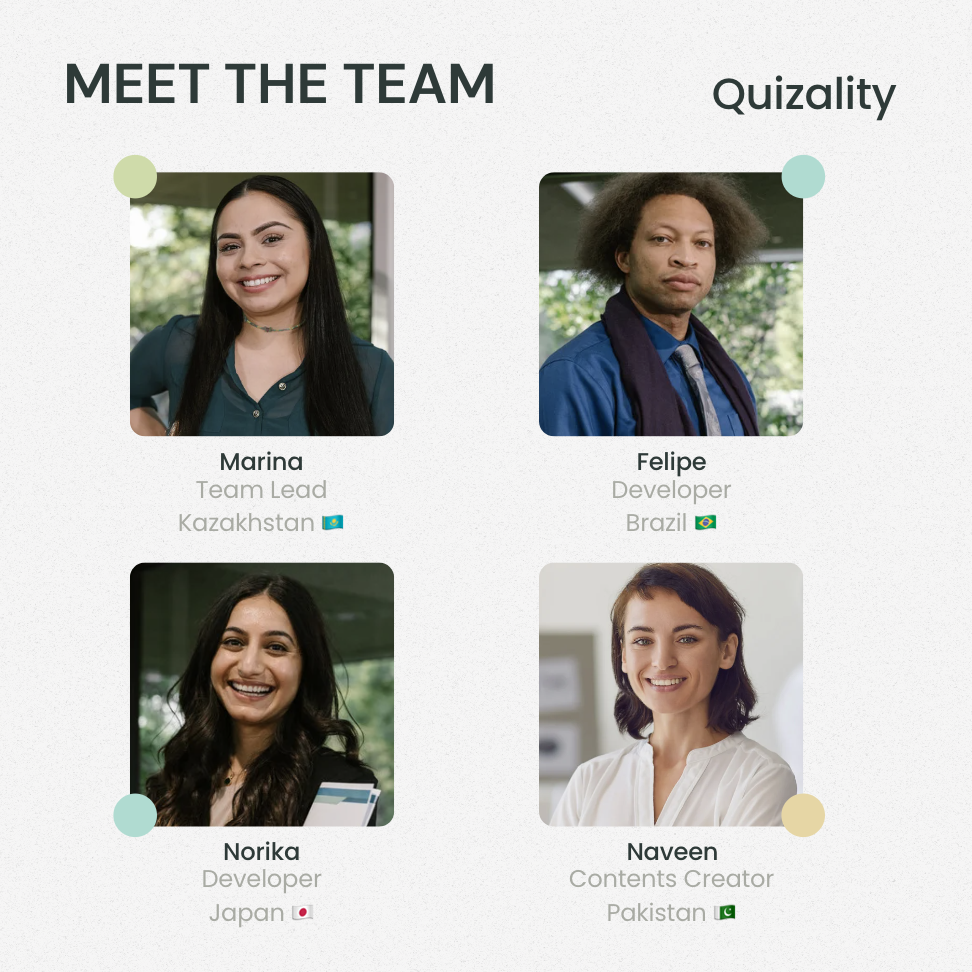 MEET THE TEAM
Quizality
Marina
Team Lead
Kazakhstan 🇰🇿
Felipe
Developer
Brazil 🇧🇷
Norika
Developer
Japan 🇯🇵
Naveen
Contents Creator
Pakistan 🇵🇰